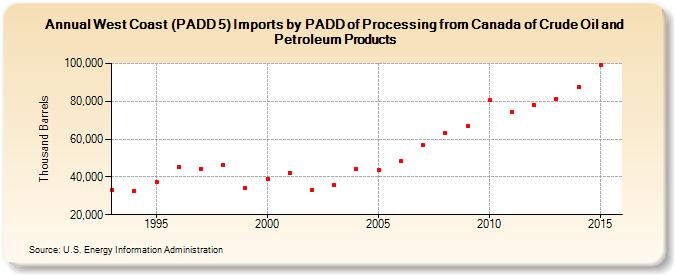 Annual West Coast (PADD 5) Imports by PADD of Processing from Canada of Crude Oil and
Petroleum Products
Thousand Barrels
100,000
80,000
60,000
40,000
20,000
1995
2000
2005
2010
2015
Source: U.S. Energy Information Administration